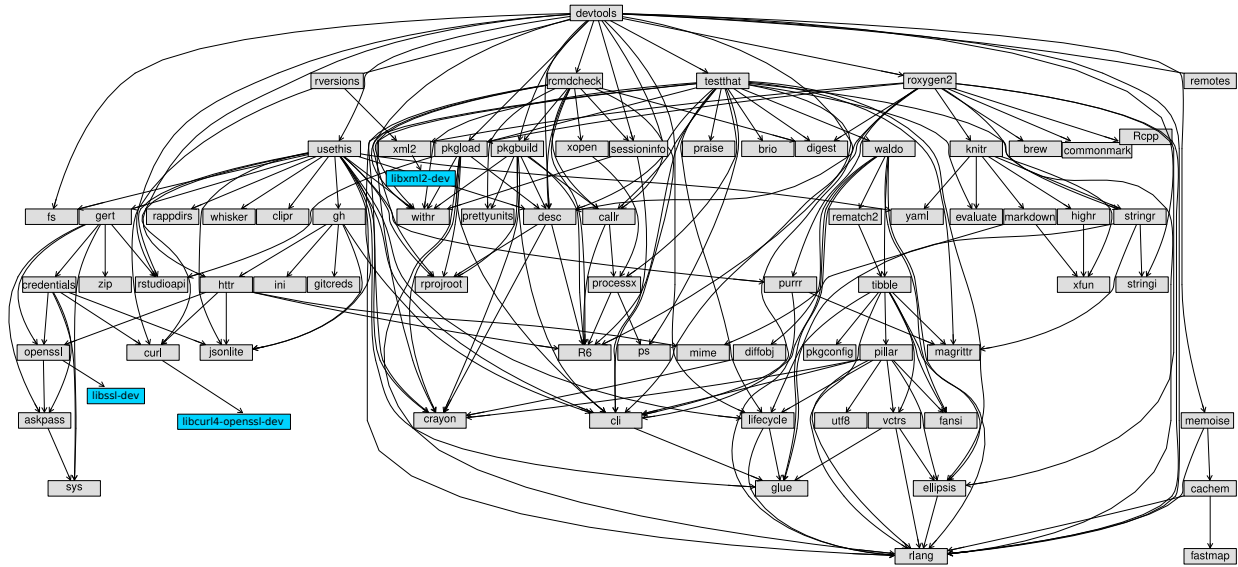 devtools
rversions
rcmdcheck
testthat
roxygen2
remotes
Rcpp
usethis
xml2
pkgload
pkgbuild
xopen
sessioninfo
praise
brio
digest
waldo
knitr
brew
commonmark
libxml2-dev
fs
gert
rappdirs
whisker
clipr
gh
withr
prettyunits
desc
callr
rematch2
yaml
evaluate
markdown
highr
stringr
credentials
zip
rstudioapi
httr
ini
gitcreds
rprojroot
processx
purrr
tibble
xfun
stringi
openssl
curl
jsonlite
R6
ps
mime
diffobj
pkgconfig
pillar
magrittr
libssl-dev
askpass
libcurl4-openssl-dev
crayon
cli
lifecycle
utf8
vctrs
fansi
memoise
sys
glue
ellipsis
cachem
rlang
fastmap